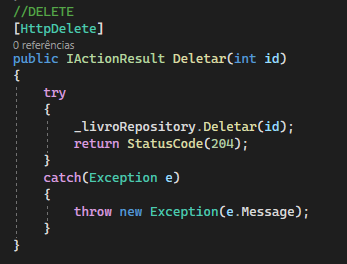 //DELETE
[HttpDelete]
0 referências
public IActionResult Deletar(int id)
{
    try
    {
        _livroRepository.Deletar(id);
        return StatusCode(204);
    }
    catch(Exception e)
    {
        throw new Exception(e.Message);
    }
}